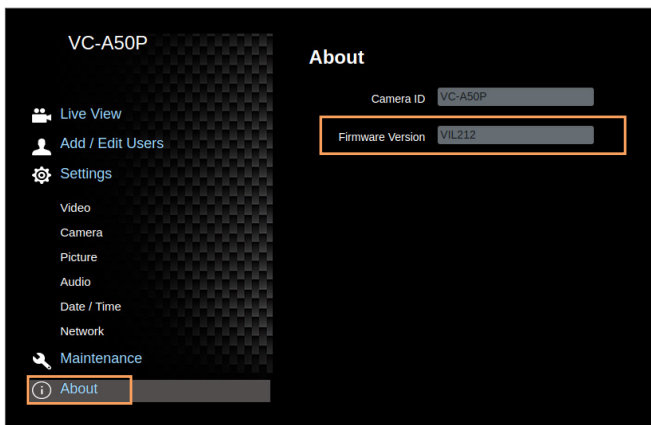 VC-A50P
Live View
Add / Edit Users
Settings
Video
Camera
Picture
Audio
Date / Time
Network
Maintenance
About
About
Camera ID VC-A50P
Firmware Version VIL212